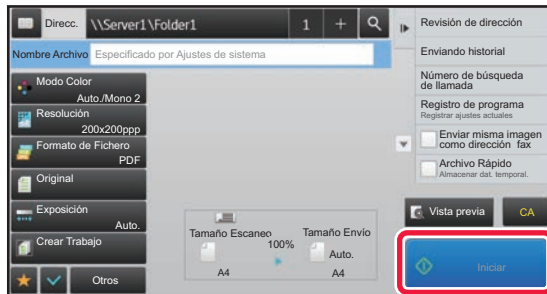 Direcc.
\\Server1\Folder1
1
+
Nombre Archivo
Especificado por Ajustes de sistema
Modo Color
Auto./Mono 2
Resolución
200x200ppp
Formato de Fichero
PDF
Original
Exposición
Auto.
Crear Trabajo
Otros
Tamaño Escaneo
100%
A4
Tamaño Envío
Auto.
A4
Revisión de dirección
Enviando historial
Número de búsqueda
de llamada
Registro de programa
Registrar ajustes actuales
Enviar misma imagen
como dirección fax
Archivo Rápido
Almacenar dat. temporal.
Vista previa
CA
Iniciar